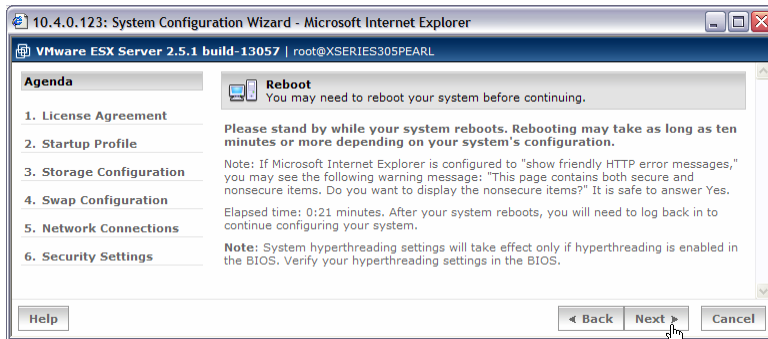 10.4.0.123: System Configuration Wizard - Microsoft Internet Explorer
VMware ESX Server 2.5.1 build-13057 | root@XSERIES305PEARL
Agenda
1. License Agreement
2. Startup Profile
3. Storage Configuration
4. Swap Configuration
5. Network Connections
6. Security Settings
Reboot
You may need to reboot your system before continuing.
Please stand by while your system reboots. Rebooting may take as long as ten
minutes or more depending on your system's configuration.
Note: If Microsoft Internet Explorer is configured to "show friendly HTTP error messages,"
you may see the following warning message: "This page contains both secure and
nonsecure items. Do you want to display the nonsecure items?" It is safe to answer Yes.
Elapsed time: 0:21 minutes. After your system reboots, you will need to log back in to
continue configuring your system.
Note: System hyperthreading settings will take effect only if hyperthreading is enabled in
the BIOS. Verify your hyperthreading settings in the BIOS.
Help
Back
Next
Cancel